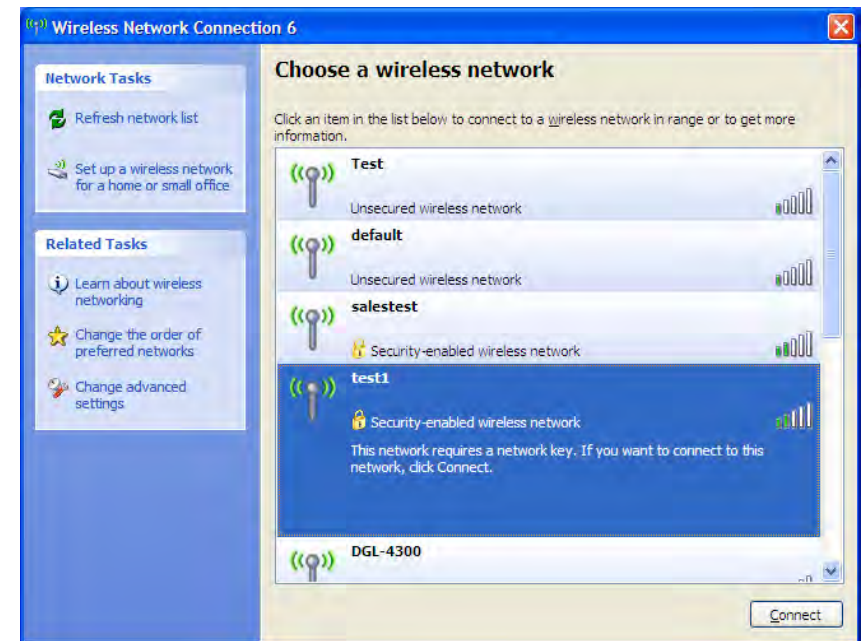 Wireless Network Connection 6
Network Tasks
Refresh network list
Set up a wireless network
for a home or small office
Related Tasks
Learn about wireless
networking
Change the order of
preferred networks
Change advanced
settings
Choose a wireless network
Click an item in the list below to connect to a wireless network in range or to get more
information.
Test
Unsecured wireless network
default
Unsecured wireless network
salestest
Security-enabled wireless network
test1
Security-enabled wireless network
This network requires a network key. If you want to connect to this
network, click Connect.
DGL-4300
Connect